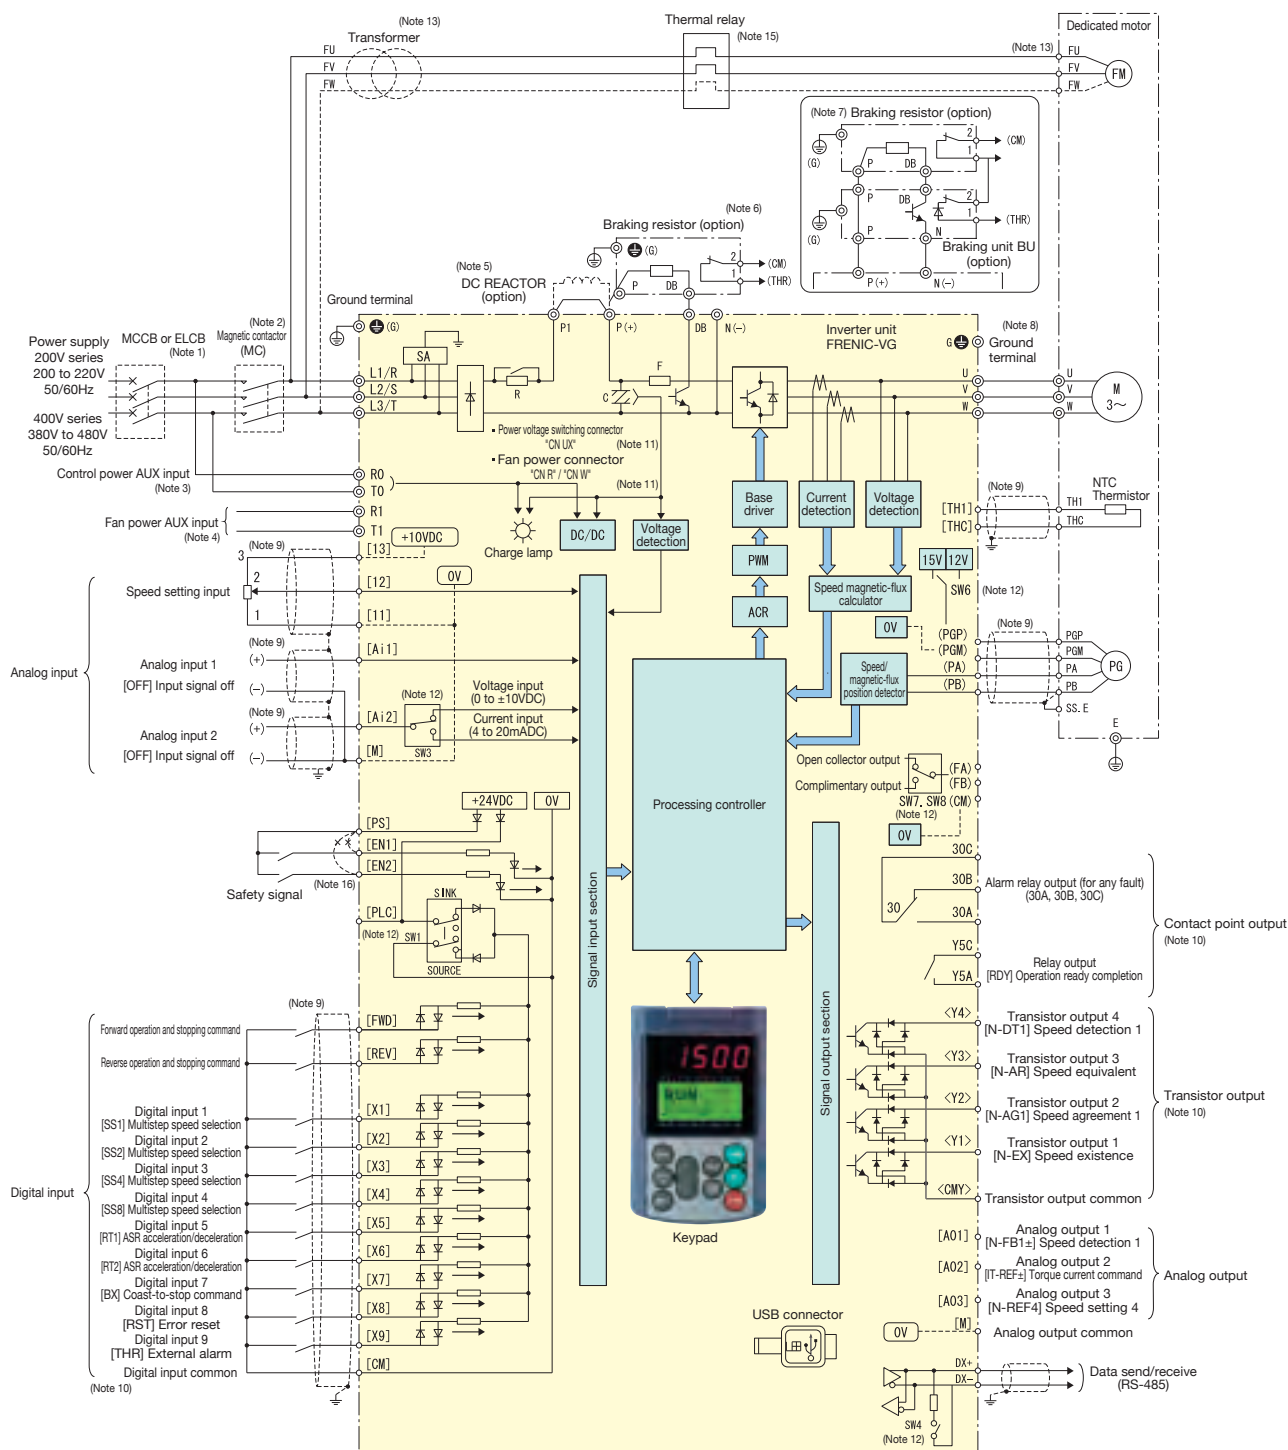 (Note 13)
Transformer
Thermal relay
(Note 15)
(Note 13)
Dedicated motor
FU
FV
FW
FU
FV
FW
FM
(Note 7) Braking resistor (option)
(G)
P
DB
2
1
(CM)
P
DB
2
1
(THR)
(G)
P
N
Braking unit BU
(option)
P(+)
N(-)
(Note 6)
Braking resistor (option)
(G)
P
DB
2
1
(CM)
(THR)
(Note 5)
DC REACTOR
(option)
Ground terminal
(G)
P1
P(+)
DB
N(-)
Inverter unit
FRENIC-VG
(Note 8)
G
Ground
terminal
Power supply
200V series
200 to 220V
50/60Hz
400V series
380V to 480V
50/60Hz
MCCB or ELCB
(Note 1)
(Note 2)
Magnetic contactor
(MC)
L1/R
L2/S
L3/T
SA
R
C
F
U
V
W
U
V
W
M
3~
▪ Power voltage switching connector
"CN UX"
(Note 11)
▪ Fan power connector
"CN R" / "CN W"
(Note 11)
Control power AUX input
(Note 3)
R0
T0
Fan power AUX input
(Note 4)
R1
T1
Charge lamp
DC/DC
Voltage
detection
Base
driver
Current
detection
Voltage
detection
PWM
ACR
Speed magnetic-flux
calculator
[TH1]
[THC]
(Note 9)
TH1
THC
NTC
Thermistor
15V
12V
SW6
(Note 12)
0V
(PGP)
(PGM)
(PA)
(PB)
(Note 9)
PGP
PGM
PA
PB
SS.E
PG
E
Speed/
magnetic-flux
position detector
Analog input
Speed setting input
3
2
1
(Note 9)
[13]
+10VDC
[12]
0V
[11]
(Note 9)
Analog input 1
[OFF] Input signal off
(+)
(-)
[Ai1]
(Note 9)
Analog input 2
[OFF] Input signal off
(+)
(-)
[Ai2]
[M]
(Note 12)
SW3
Voltage input
(0 to ±10VDC)
Current input
(4 to 20mADC)
Signal input section
Processing controller
Signal output section
Open collector output
Complimentary output
(FA)
(FB)
SW7. SW8 (CM)
(Note 12)
0V
+24VDC
0V
[PS]
[EN1]
[EN2]
Safety signal
(Note 16)
[PLC]
(Note 12)
SW1
SINK
SOURCE
30C
30B
30
30A
Alarm relay output (for any fault)
(30A, 30B, 30C)
Y5C
Y5A
Relay output
[RDY] Operation ready completion
Contact point output
(Note 10)
<Y4>
Transistor output 4
[N-DT1] Speed detection 1
<Y3>
Transistor output 3
[N-AR] Speed equivalent
<Y2>
Transistor output 2
[N-AG1] Speed agreement 1
<Y1>
Transistor output 1
[N-EX] Speed existence
<CMY>
Transistor output common
Transistor output
(Note 10)
Digital input
(Note 9)
Forward operation and stopping command
[FWD]
Reverse operation and stopping command
[REV]
Digital input 1
[SS1] Multistep speed selection
[X1]
Digital input 2
[SS2] Multistep speed selection
[X2]
Digital input 3
[SS4] Multistep speed selection
[X3]
Digital input 4
[SS8] Multistep speed selection
[X4]
Digital input 5
[RT1] ASR acceleration/deceleration
[X5]
Digital input 6
[RT2] ASR acceleration/deceleration
[X6]
Digital input 7
[BX] Coast-to-stop command
[X7]
Digital input 8
[RST] Error reset
[X8]
Digital input 9
[THR] External alarm
[X9]
Digital input common
[CM]
(Note 10)
1500
RUN
Keypad
[A01]
Analog output 1
[N-FB1±] Speed detection 1
[A02]
Analog output 2
[IT-REF±] Torque current command
[A03]
Analog output 3
[N-REF4] Speed setting 4
Analog output
[M]
0V
Analog output common
USB connector
DX+
DX-
Data send/receive
(RS-485)
SW4
(Note 12)